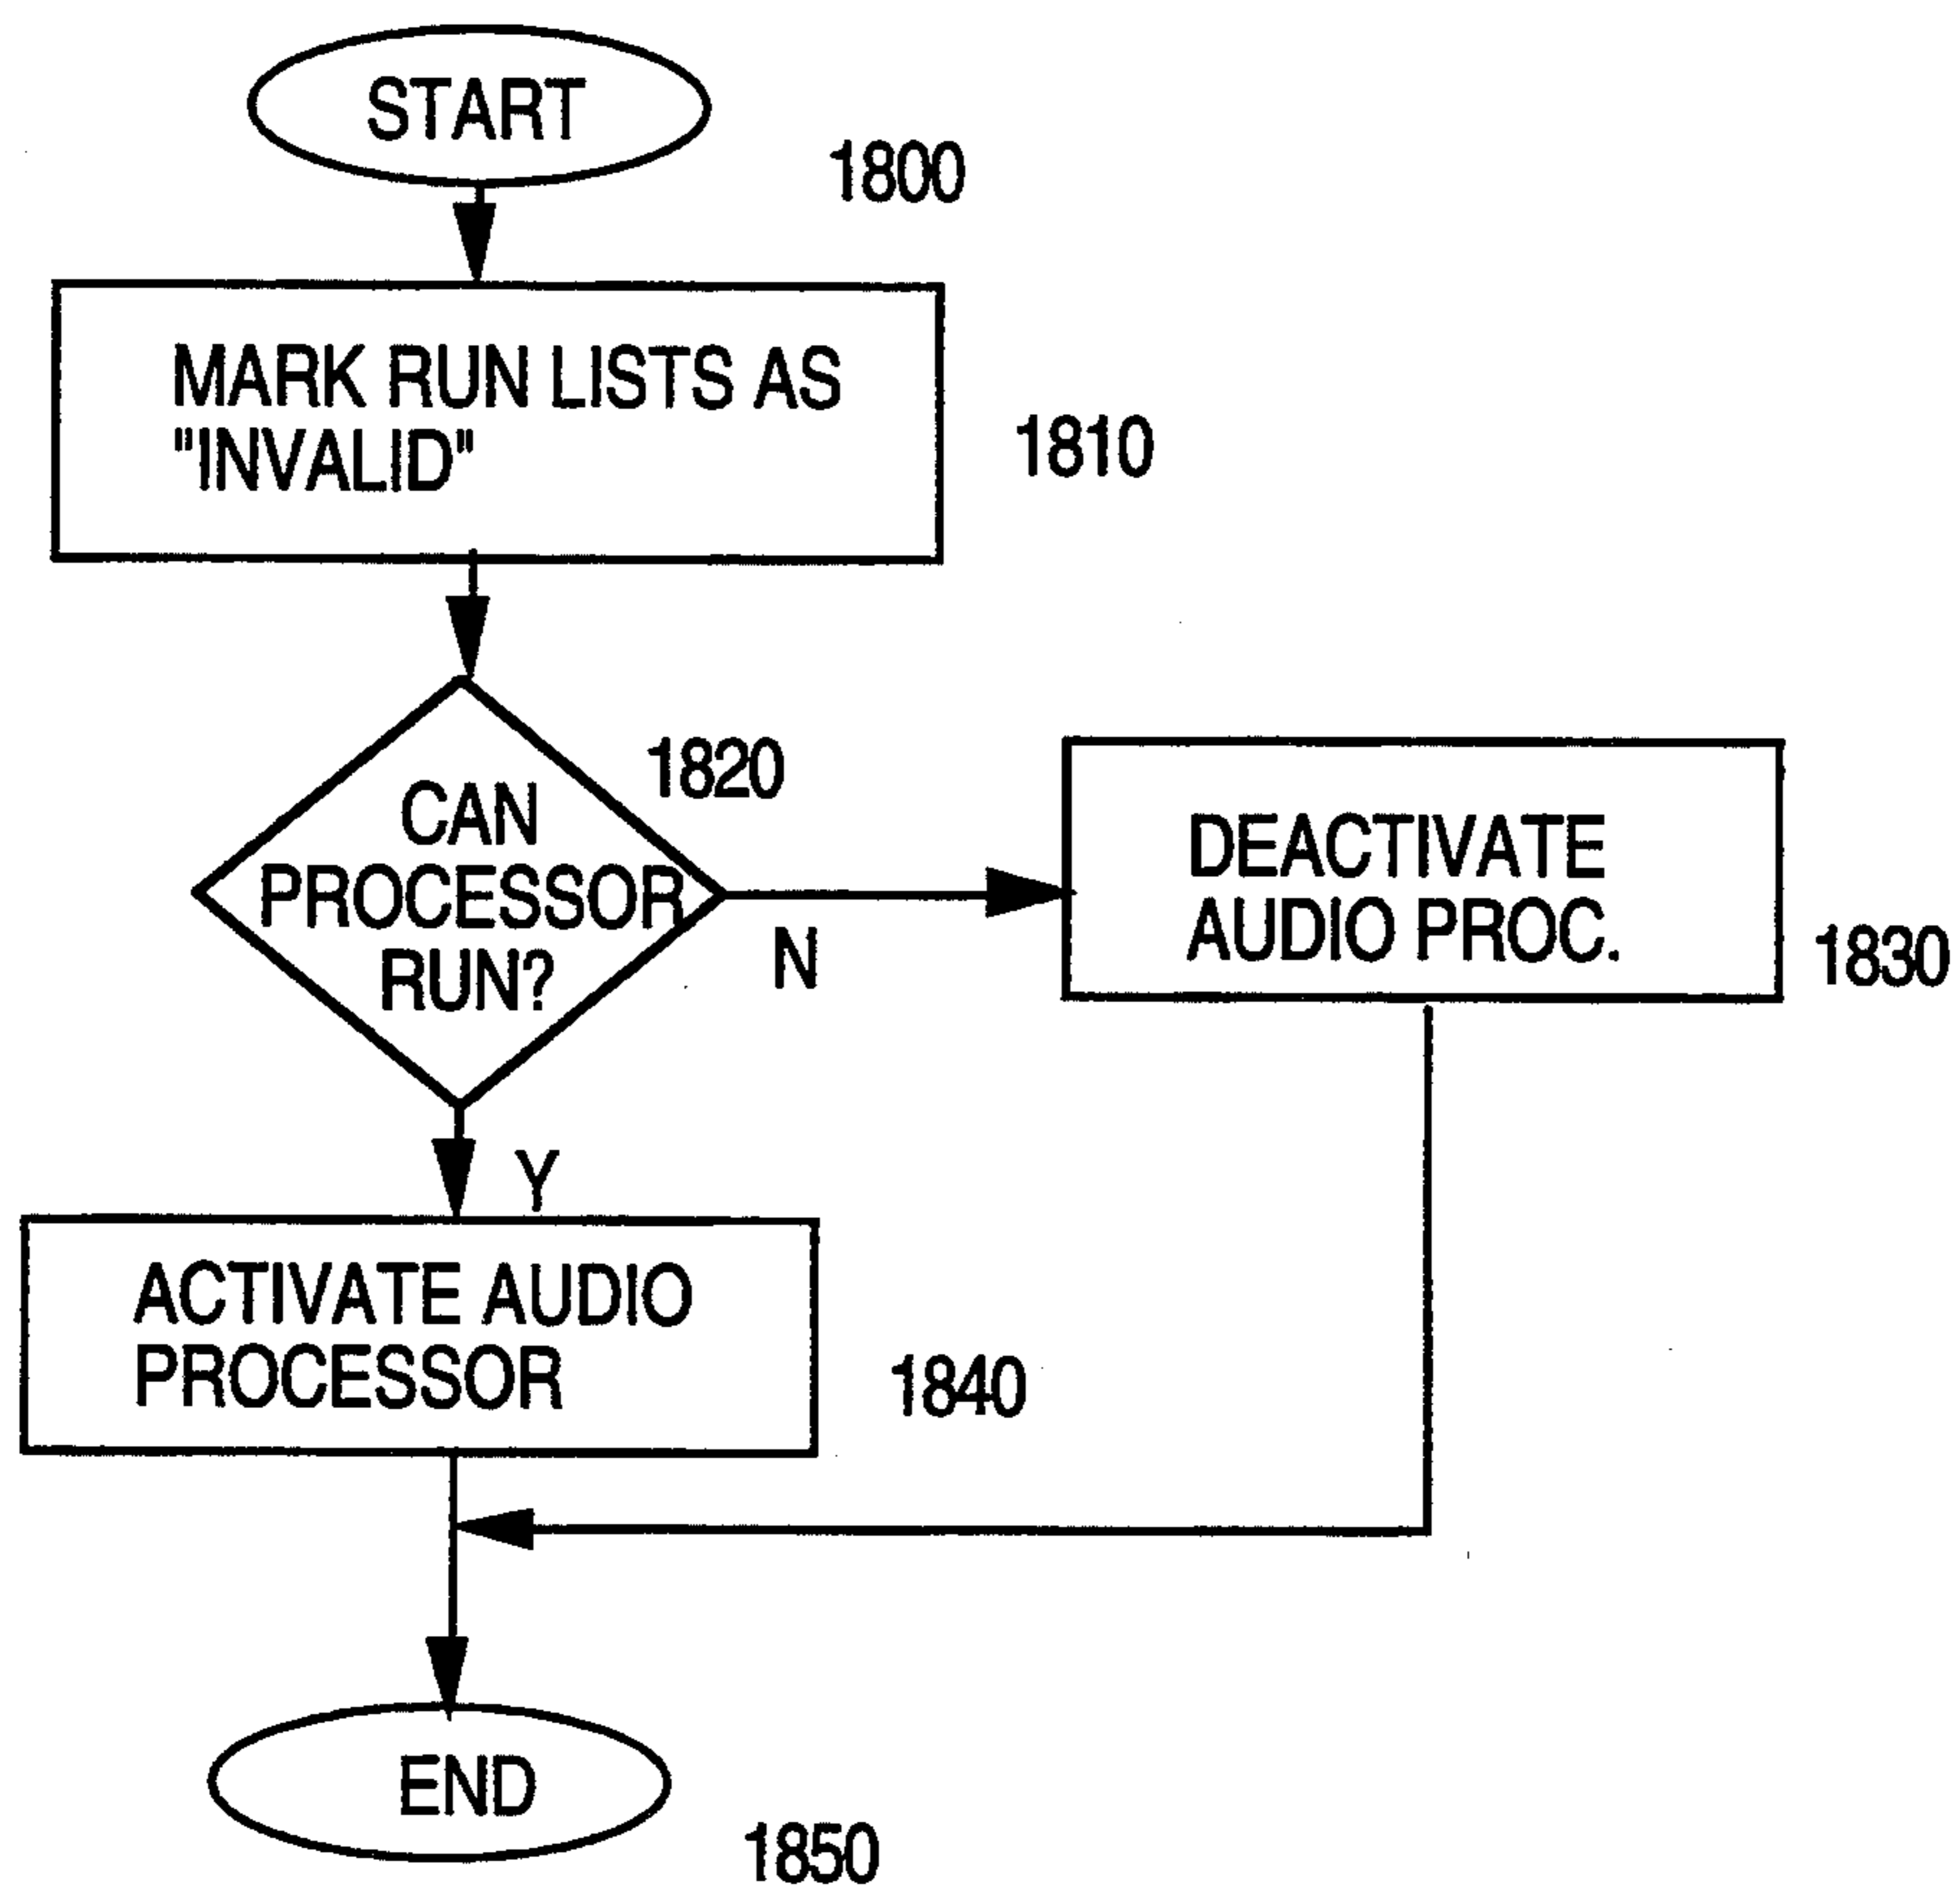 START
1800
MARK RUN LISTS AS
"INVALID"
1810
1820
CAN
PROCESSOR
RUN?
N
DEACTIVATE
AUDIO PROC.
1830
Y
ACTIVATE AUDIO
PROCESSOR
1840
END
1850